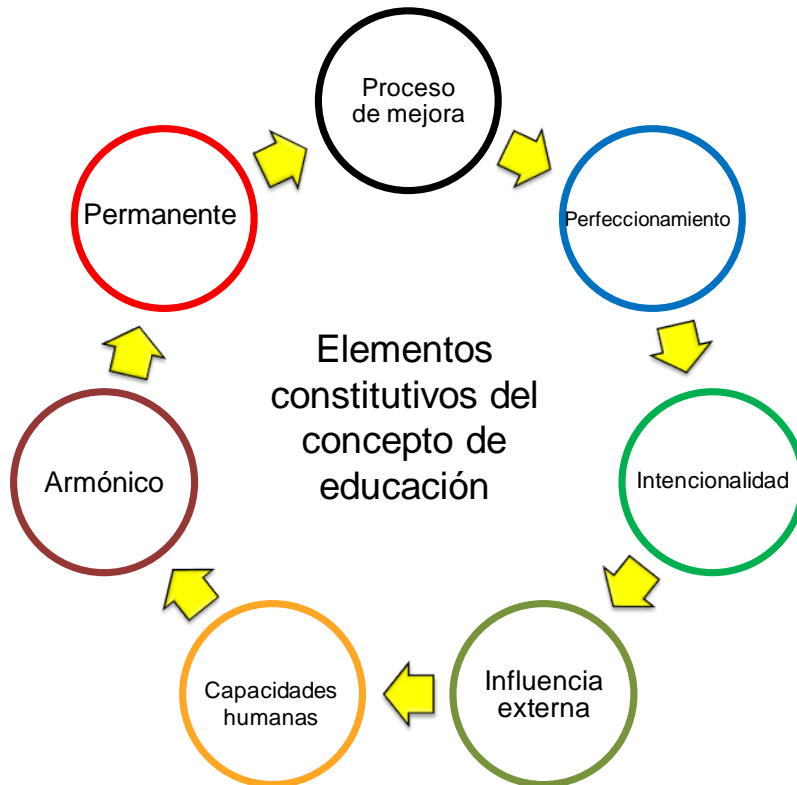 Proceso
de mejora
Perfeccionamiento
Intencionalidad
Influencia
externa
Capacidades
humanas
Armónico
Permanente
Elementos
constitutivos del
concepto de
educación